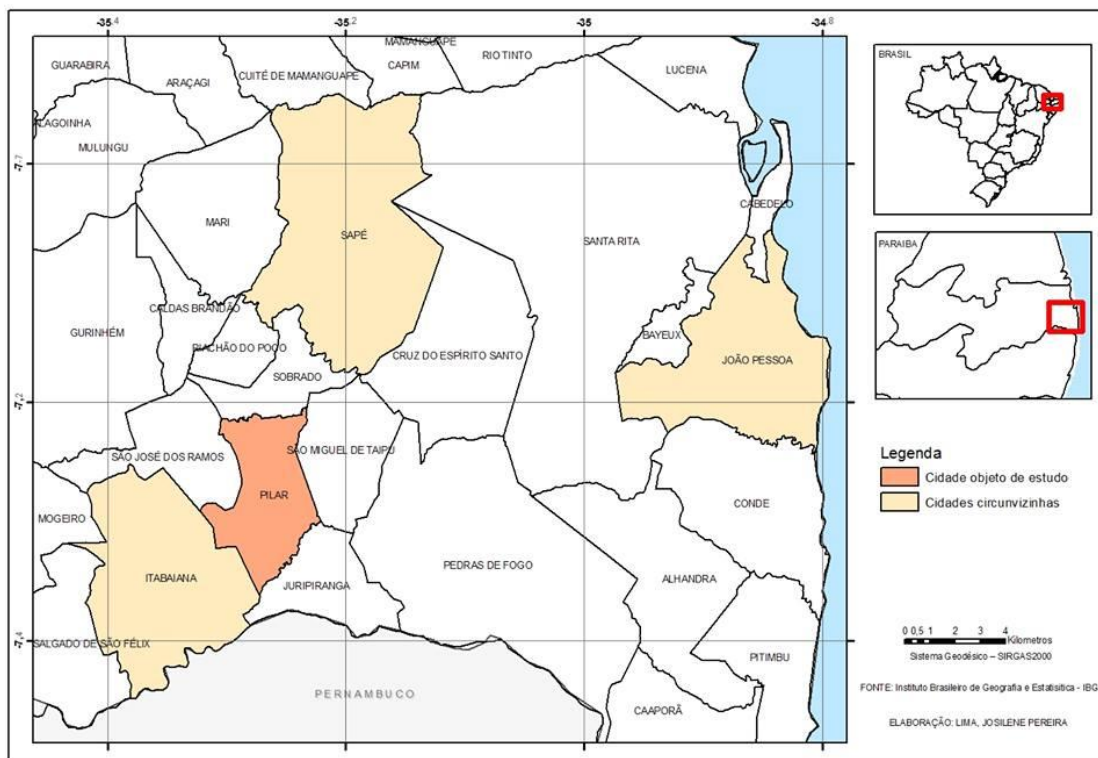 -35.4
-35.2
-35
-34.8
MAMANGUAPE
GUARABIRA
ARAÇAGI
CUITÉ DE MAMANGUAPE
CAPIM
RIO TINTO
LUCENA
ALAGOINHA
MULUNGU
MARI
SAPÉ
SANTA RITA
CABEDELO
GURINHÉM
CALDAS BRANDÃO
RIACHÃO DO POÇO
SOBRADO
CRUZ DO ESPÍRITO SANTO
BAYEUX
JOÃO PESSOA
-7.2
SÃO JOSÉ DOS RAMOS
SÃO MIGUEL DE TAIPU
PILAR
MOGEIRO
ITABAIANA
JURIPIRANGA
PEDRAS DE FOGO
CONDE
ALHANDRA
SALGADO DE SÃO FÉLIX
-7.4
PITIMBU
CAAPORÃ
PERNAMBUCO
BRASIL
PARAIBA
Legenda
Cidade objeto de estudo
Cidades circunvizinhas
0 0,5 1 2 3 4
Kilometros
Sistema Geodésico – SIRGAS2000
FONTE: Instituto Brasileiro de Geografia e Estatisitica - IBG
ELABORAÇÃO: LIMA, JOSILENE PEREIRA